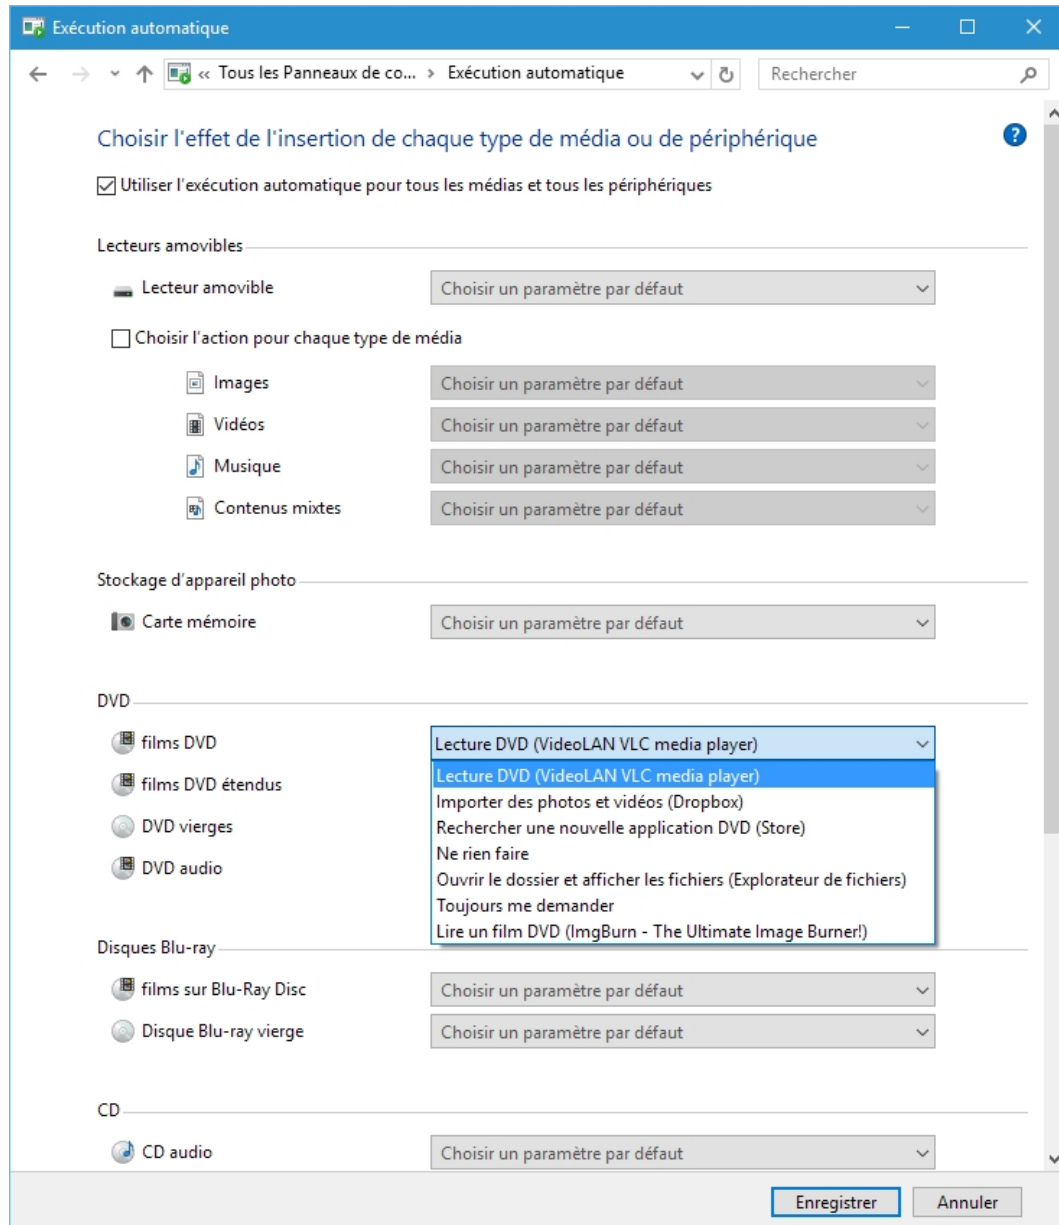 Exécution automatique
« Tous les Panneaux de co... › Exécution automatique
Rechercher
Choisir l'effet de l'insertion de chaque type de média ou de périphérique
?
Utiliser l'exécution automatique pour tous les médias et tous les périphériques
Lecteurs amovibles
Lecteur amovible Choisir un paramètre par défaut
Choisir l'action pour chaque type de média
Images Choisir un paramètre par défaut
Vidéos Choisir un paramètre par défaut
Musique Choisir un paramètre par défaut
Contenus mixtes Choisir un paramètre par défaut
Stockage d'appareil photo
Carte mémoire Choisir un paramètre par défaut
DVD
films DVD Lecture DVD (VideoLAN VLC media player)
films DVD étendus
DVD vierges
DVD audio
Lecture DVD (VideoLAN VLC media player)
Importer des photos et vidéos (Dropbox)
Rechercher une nouvelle application DVD (Store)
Ne rien faire
Ouvrir le dossier et afficher les fichiers (Explorateur de fichiers)
Toujours me demander
Lire un film DVD (ImgBurn - The Ultimate Image Burner!)
Disques Blu-ray
films sur Blu-Ray Disc Choisir un paramètre par défaut
Disque Blu-ray vierge Choisir un paramètre par défaut
CD
CD audio Choisir un paramètre par défaut
Enregistrer Annuler